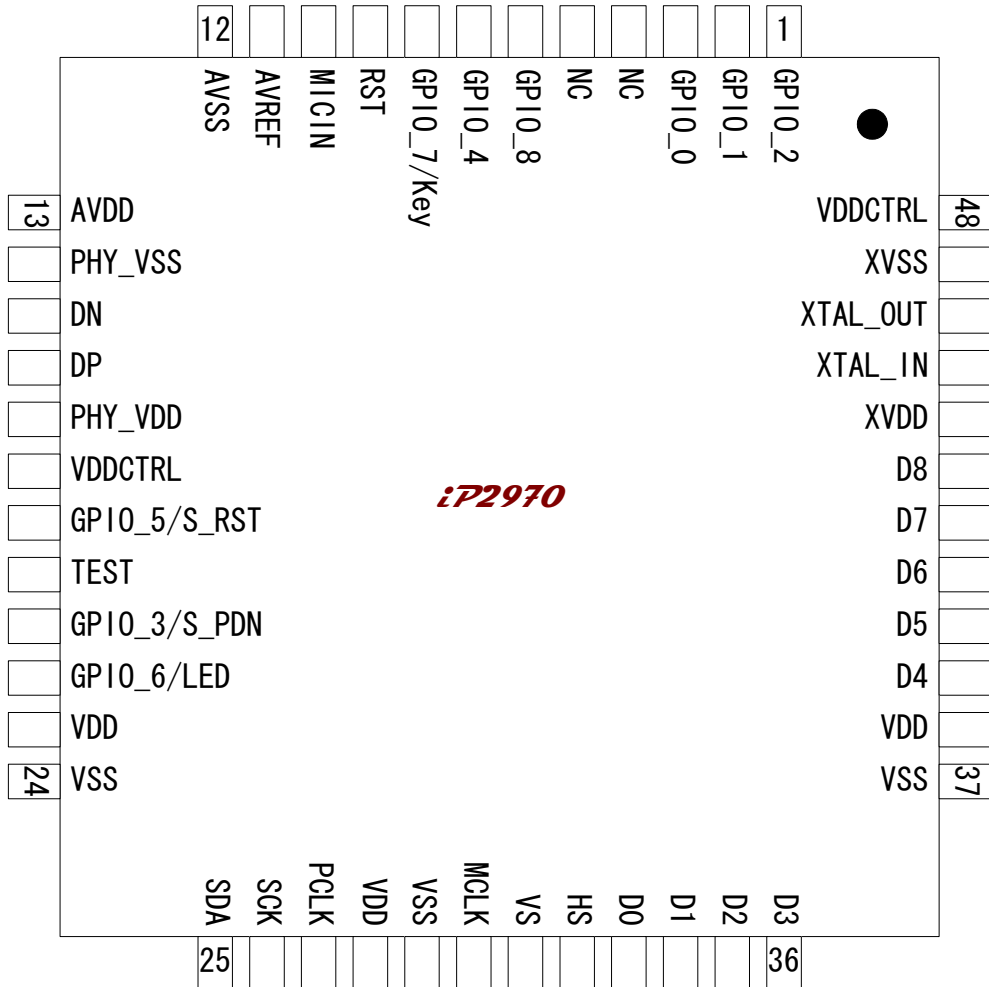 12
1
AVSS
AVREF
MICIN
RST
GPIO_7/Key
GPIO_4
GPIO_8
NC
NC
GPIO_0
GPIO_1
GPIO_2
13
AVDD
PHY_VSS
DN
DP
PHY_VDD
VDDCTRL
GPIO_5/S_RST
TEST
GPIO_3/S_PDN
GPIO_6/LED
VDD
24
VSS
iP2970
VDDCTRL
48
XVSS
XTAL_OUT
XTAL_IN
XVDD
D8
D7
D6
D5
D4
VDD
VSS
37
SDA
SCK
PCLK
VDD
VSS
MCLK
VS
HS
D0
D1
D2
D3
25
36